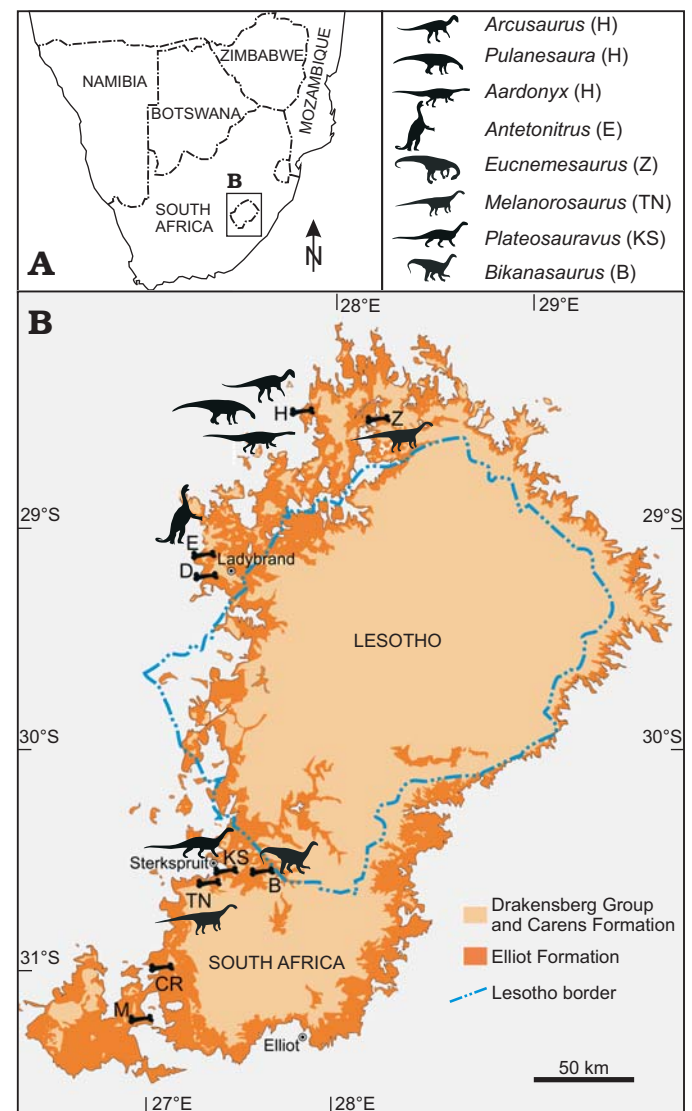 NAMIBIA
ZIMBABWE
BOTSWANA
MOZAMBIQUE
B
SOUTH
AFRICA
N
A
Arcusaurus (H)
Pulanesaura (H)
Aardonyx (H)
Antetonitrus (E)
Eucnemesaurus (Z)
Melanorosaurus (TN)
Plateosauravus (KS)
Bikanasaurus (B)
B
28°E
29°E
H
Z
29°S
29°S
E
Ladybrand
D
LESOTHO
30°S
30°S
Sterkspruit
KS
B
TN
31°S
SOUTH AFRICA
CR
M
Elliot
Drakensberg Group
and Carens Formation
Elliot Formation
Lesotho border
50 km
27°E
28°E